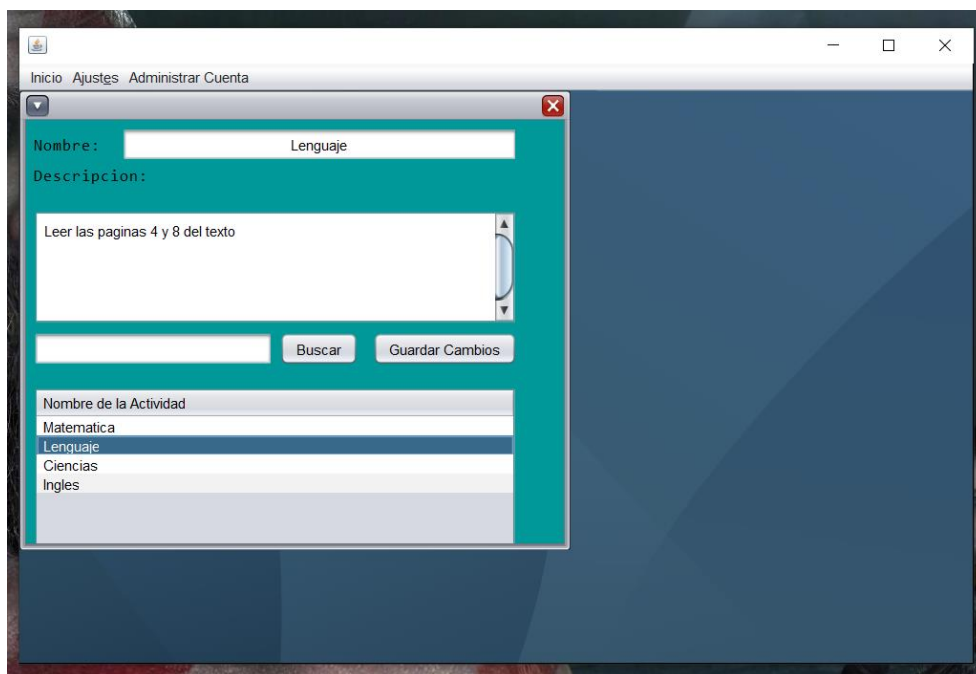 Inicio Ajustes Administrar Cuenta
Nombre: Lenguaje
Descripcion:
Leer las paginas 4 y 8 del texto
Buscar Guardar Cambios
Nombre de la Actividad
Matematica
Lenguaje
Ciencias
Ingles